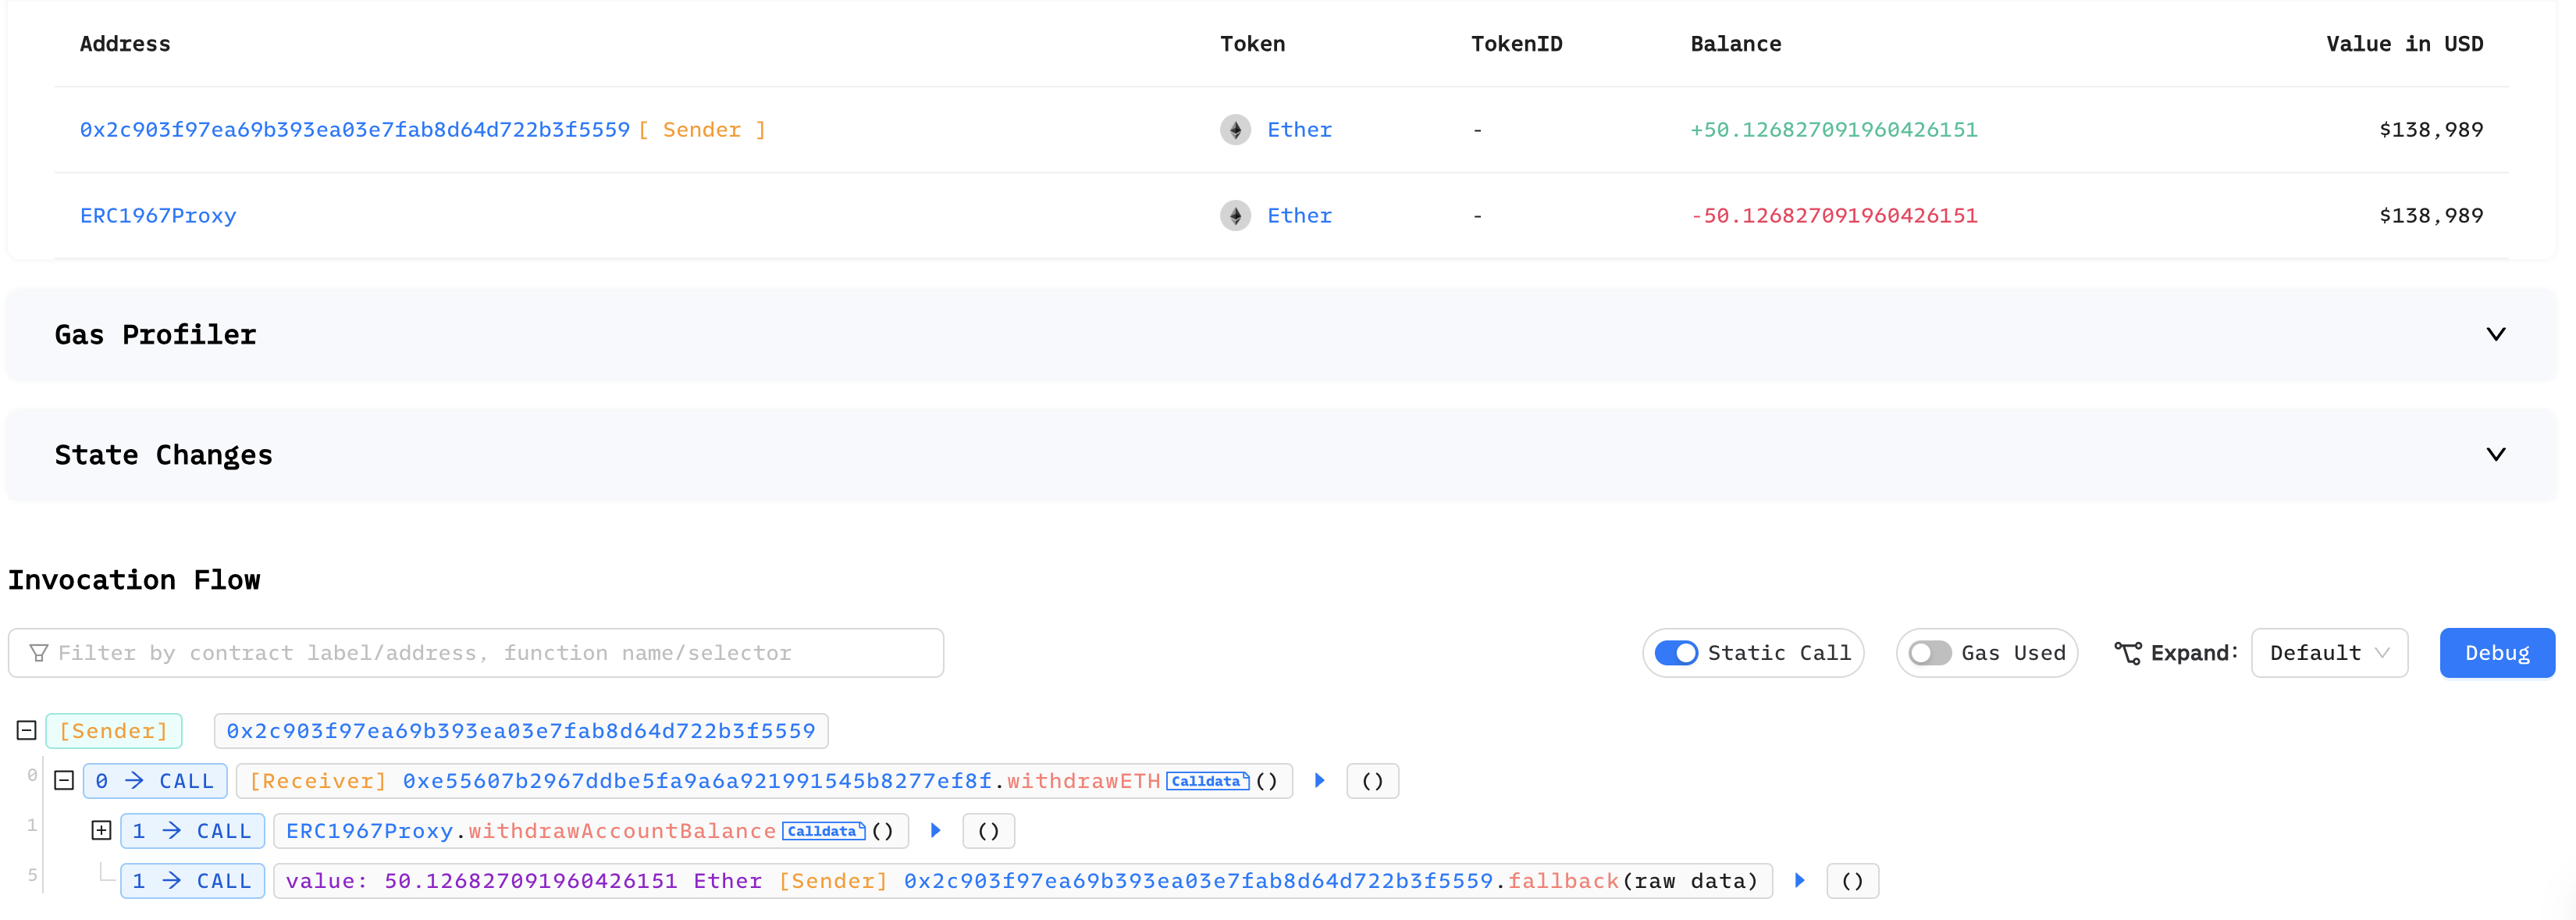 Address Token TokenID Balance Value in USD
0x2c903f97ea69b393ea03e7fab8d64d722b3f5559 [ Sender ] Ether - +50.126827091960426151 $138,989
ERC1967Proxy Ether - -50.126827091960426151 $138,989
Gas Profiler
State Changes
Invocation Flow
Filter by contract label/address, function name/selector Static Call Gas Used Expand: Default Debug
[Sender] 0x2c903f97ea69b393ea03e7fab8d64d722b3f5559
0 0 → CALL [Receiver] 0xe55607b2967ddbe5fa9a6a921991545b8277ef8f.withdrawETH Calldata () ()
1 1 → CALL ERC1967Proxy.withdrawAccountBalance Calldata () ()
5 1 → CALL value: 50.126827091960426151 Ether [Sender] 0x2c903f97ea69b393ea03e7fab8d64d722b3f5559.fallback(raw data) ()